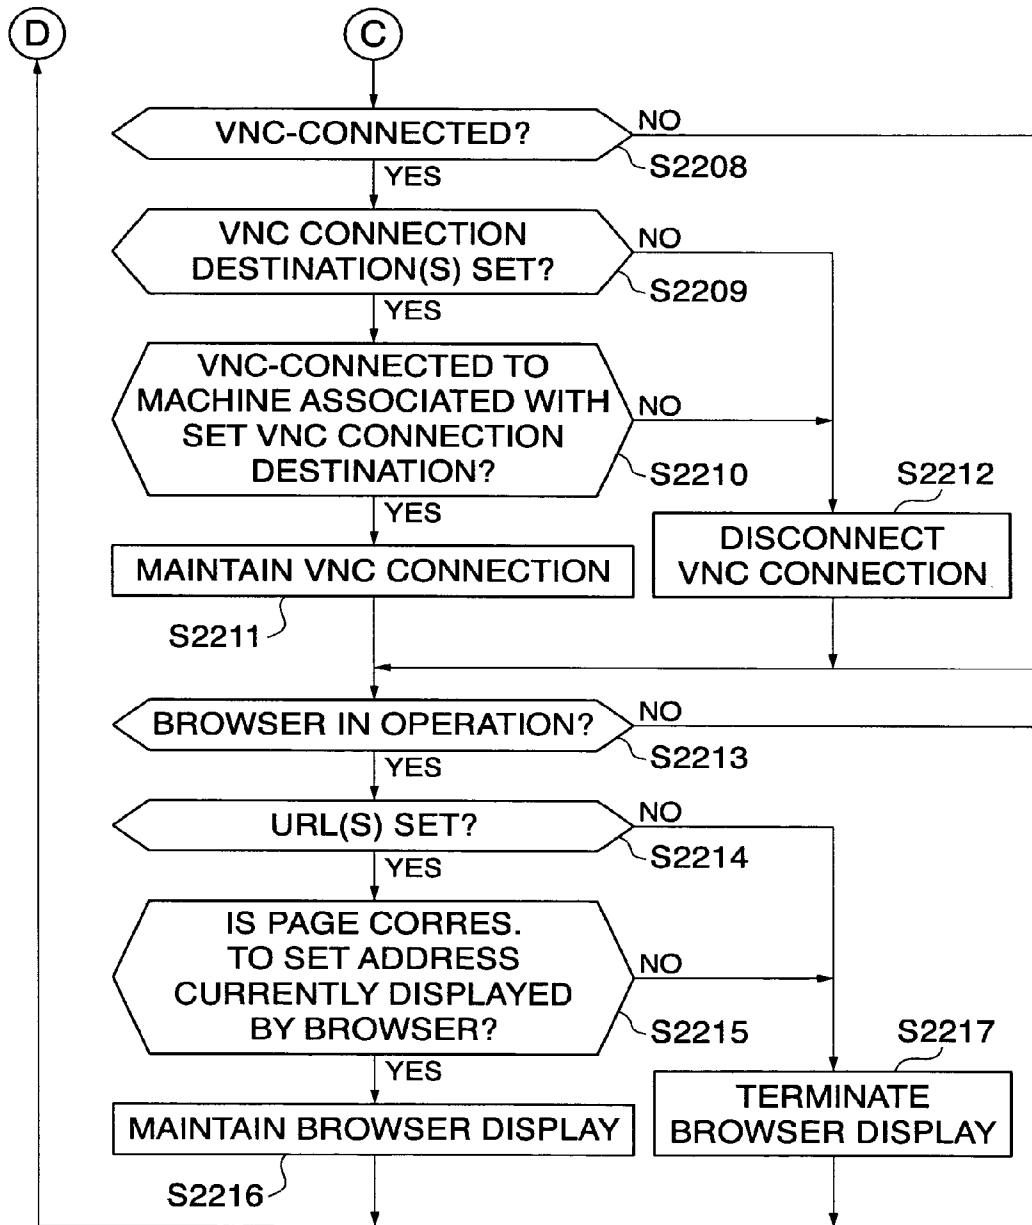 D
C
VNC-CONNECTED?
NO
S2208
YES
VNC CONNECTION
DESTINATION(S) SET?
NO
S2209
YES
VNC-CONNECTED TO
MACHINE ASSOCIATED WITH
SET VNC CONNECTION
DESTINATION?
NO
S2210
YES
S2212
MAINTAIN VNC CONNECTION
DISCONNECT
VNC CONNECTION
S2211
BROWSER IN OPERATION?
NO
S2213
YES
URL(S) SET?
NO
S2214
YES
IS PAGE CORRES.
TO SET ADDRESS
CURRENTLY DISPLAYED
BY BROWSER?
NO
S2215
YES
S2217
MAINTAIN BROWSER DISPLAY
TERMINATE
BROWSER DISPLAY
S2216